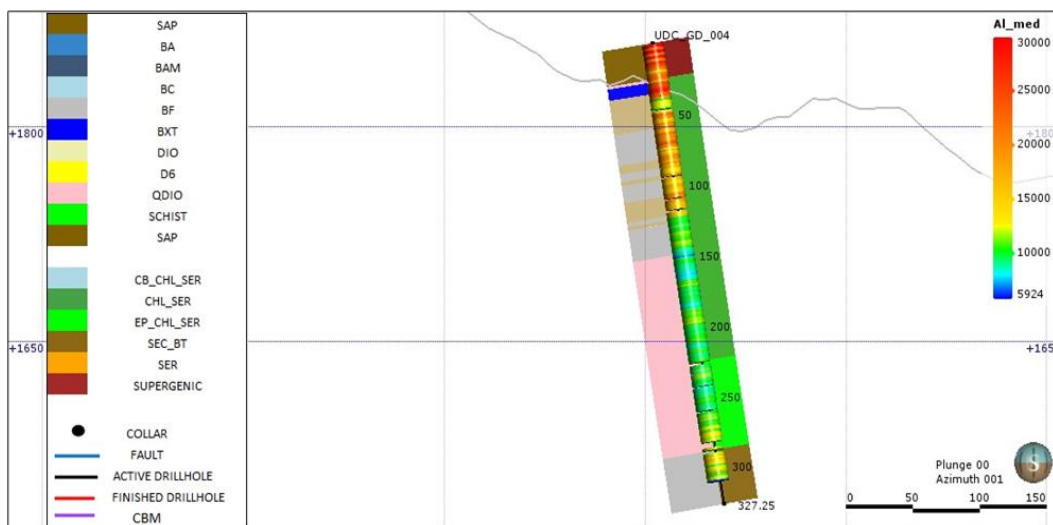 SAP
BA
BAM
BC
BF
BXT
DIO
D6
QDIO
SCHIST
SAP
CB_CHL_SER
CHL_SER
EP_CHL_SER
SEC_BT
SER
SUPERGENIC
COLLAR
FAULT
ACTIVE DRILLHOLE
FINISHED DRILLHOLE
CBM
UDC_GD_004
+1800
+180
+1650
+165
50
100
150
200
250
300
327.25
Al_med
30000
25000
20000
15000
10000
5924
S
Plunge 00
Azimuth 001
0 50 100 150